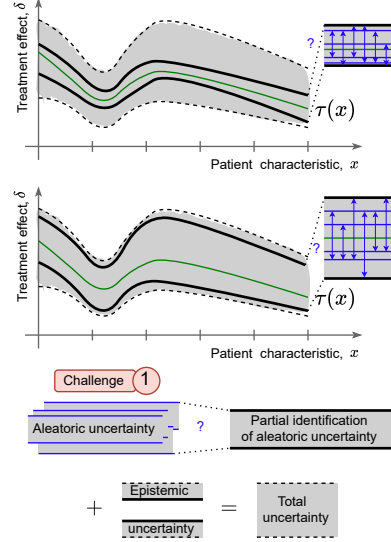 Treatment effect, δ
?
τ(x)
Patient characteristic, x
Treatment effect, δ
?
τ(x)
Patient characteristic, x
Challenge 1
Aleatoric uncertainty
?
Partial identification
of aleatoric uncertainty
+
Epistemic
uncertainty
=
Total
uncertainty